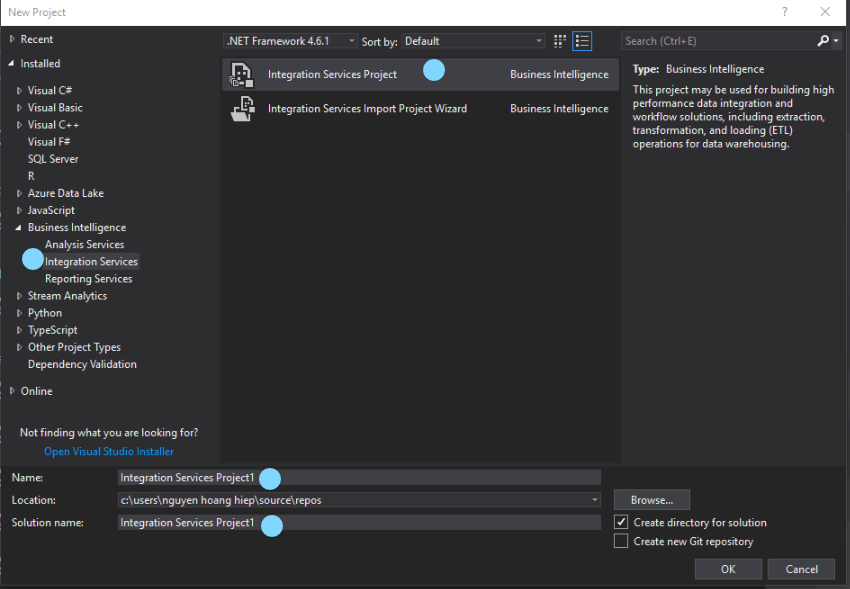 New Project
?
Recent
.NET Framework 4.6.1
Sort by:
Default
Search (Ctrl+E)
Installed
Visual C#
Visual Basic
Visual C++
Visual F#
SQL Server
R
Azure Data Lake
JavaScript
Business Intelligence
Analysis Services
Integration Services
Reporting Services
Stream Analytics
Python
TypeScript
Other Project Types
Dependency Validation
Online
Not finding what you are looking for?
Open Visual Studio Installer
Integration Services Project
Business Intelligence
Integration Services Import Project Wizard
Business Intelligence
Type: Business Intelligence
This project may be used for building high
performance data integration and
workflow solutions, including extraction,
transformation, and loading (ETL)
operations for data warehousing.
Name:
Integration Services Project1
Location:
c:\users\nguyen hoang hiep\source\repos
Browse...
Solution name:
Integration Services Project1
Create directory for solution
Create new Git repository
OK
Cancel